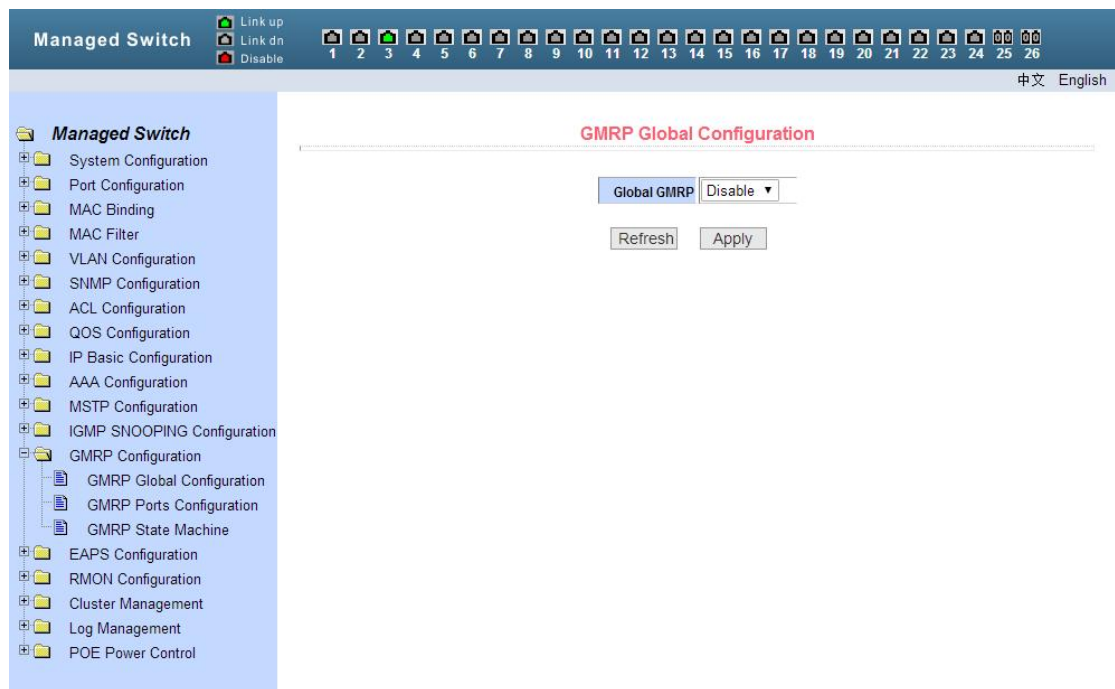 Link up
Managed Switch Link dn
Disable
1 2 3 4 5 6 7 8 9 10 11 12 13 14 15 16 17 18 19 20 21 22 23 24 25 26
中文 English
Managed Switch
System Configuration
Port Configuration
MAC Binding
MAC Filter
VLAN Configuration
SNMP Configuration
ACL Configuration
QOS Configuration
IP Basic Configuration
AAA Configuration
MSTP Configuration
IGMP SNOOPING Configuration
GMRP Configuration
GMRP Global Configuration
GMRP Ports Configuration
GMRP State Machine
EAPS Configuration
RMON Configuration
Cluster Management
Log Management
POE Power Control
GMRP Global Configuration
Global GMRP Disable
Refresh Apply